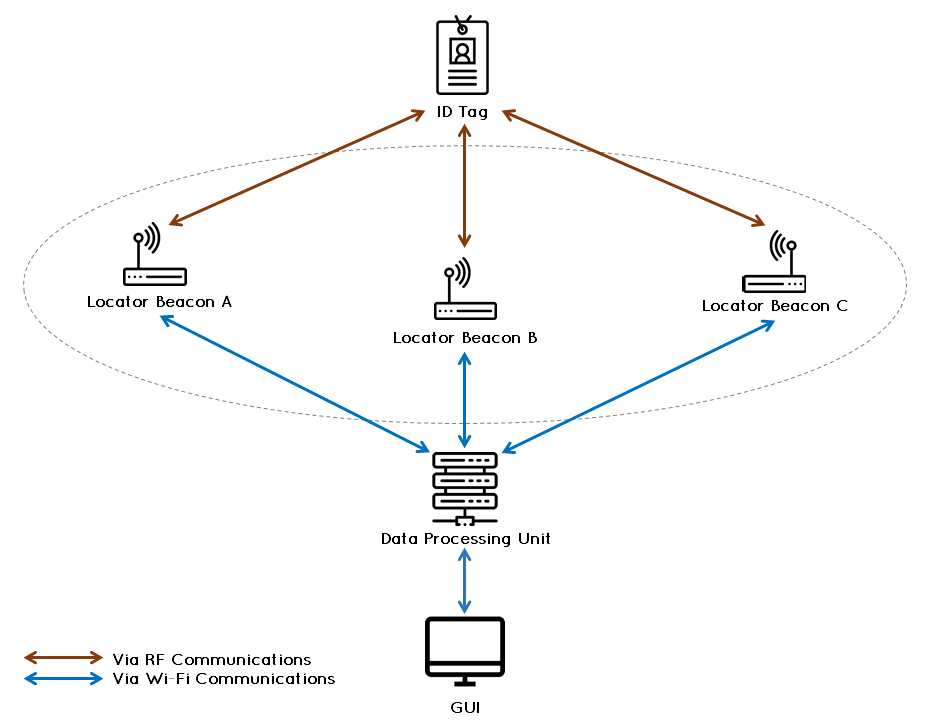 ID Tag
Locator Beacon A
Locator Beacon B
Locator Beacon C
Data Processing Unit
Via RF Communications
Via Wi-Fi Communications
GUI